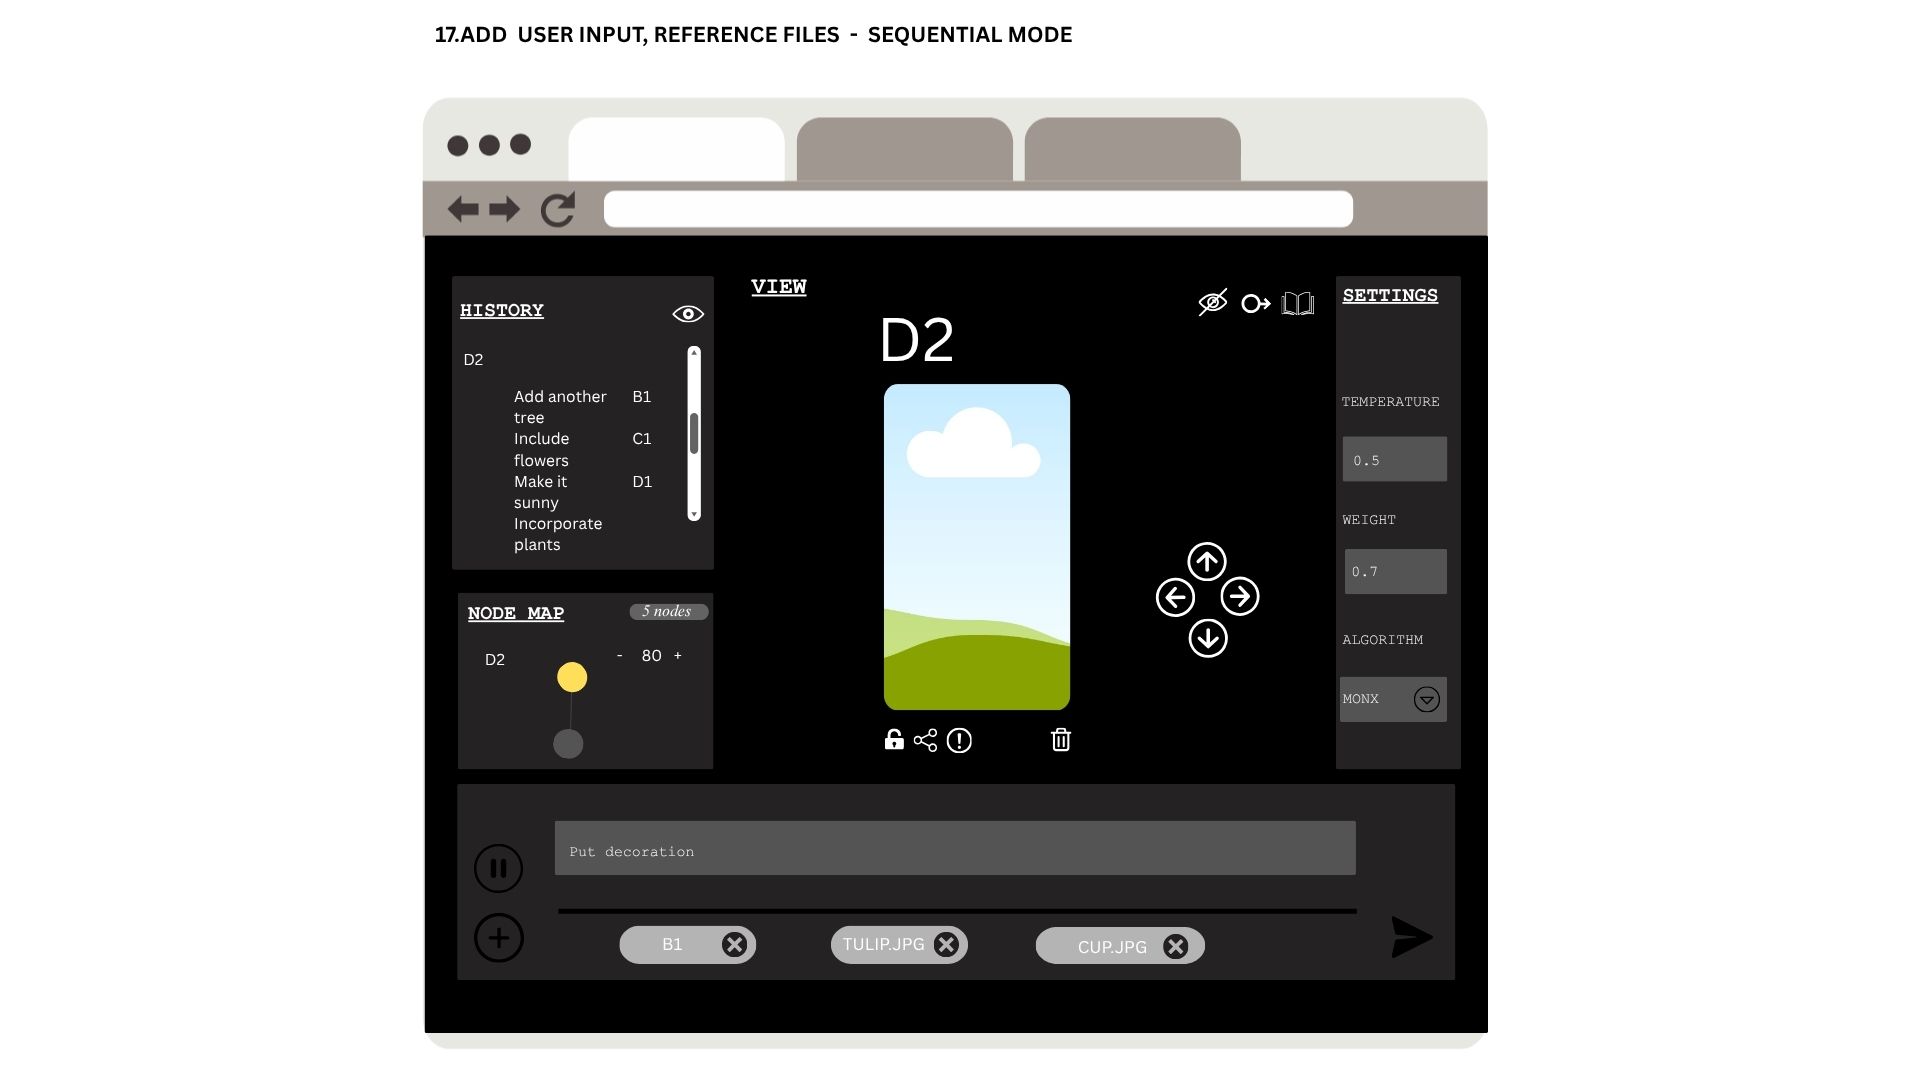 17.ADD USER INPUT, REFERENCE FILES - SEQUENTIAL MODE
HISTORY
D2
Add another B1
tree
Include C1
flowers
Make it D1
sunny
Incorporate
plants
NODE MAP
5 nodes
D2
- 80 +
VIEW
D2
SETTINGS
TEMPERATURE
0.5
WEIGHT
0.7
ALGORITHM
MONX
Put decoration
B1
TULIP.JPG
CUP.JPG